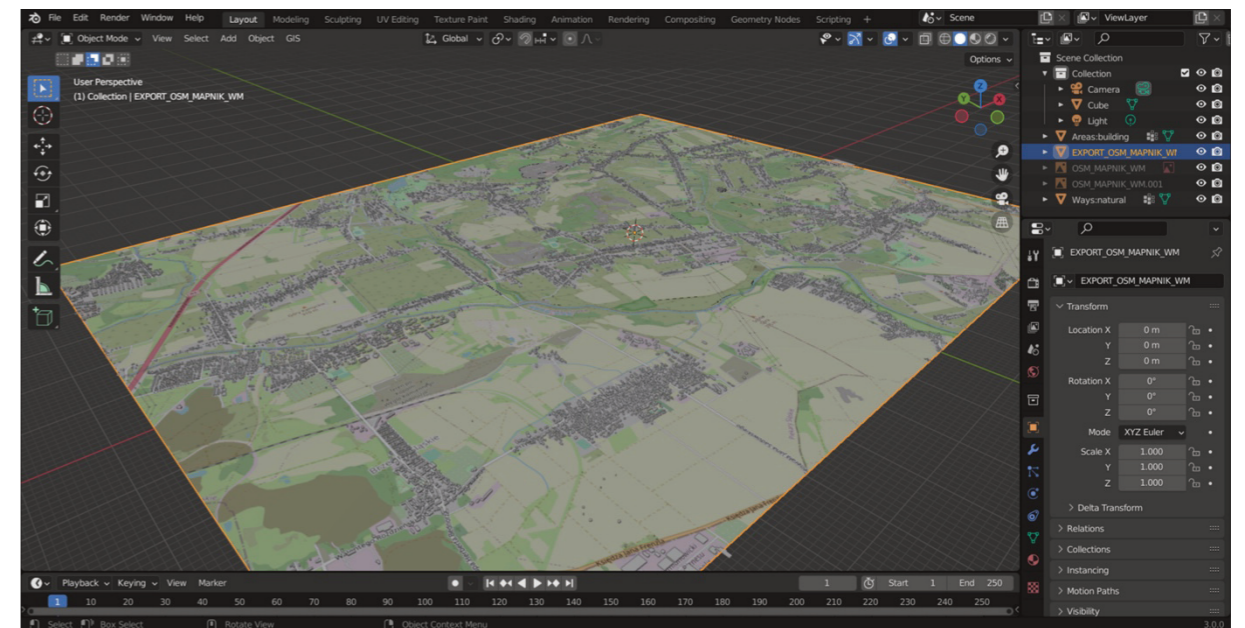 File Edit Render Window Help Layout Modeling Sculpting UV Editing Texture Paint Shading Animation Rendering Compositing Geometry Nodes Scripting + Scene ViewLayer
Object Mode View Select Add Object GIS Global
Options
User Perspective
(1) Collection | EXPORT_OSM_MAPNIK_WM
Z
Y
X
Scene Collection
Collection
Camera
Cube
Light
Areas:building
EXPORT_OSM_MAPNIK_WM
OSM_MAPNIK_WM
OSM_MAPNIK_WM.001
Ways:natural
EXPORT_OSM_MAPNIK_WM
EXPORT_OSM_MAPNIK_WM
Transform
Location X 0 m
Y 0 m
Z 0 m
Rotation X 0°
Y 0°
Z 0°
Mode XYZ Euler
Scale X 1.000
Y 1.000
Z 1.000
Delta Transform
Relations
Collections
Instancing
Motion Paths
Visibility
Playback Keying View Marker 1 Start 1 End 250
1 10 20 30 40 50 60 70 80 90 100 110 120 130 140 150 160 170 180 190 200 210 220 230 240 250
Select Box Select Rotate View Object Context Menu 3.0.0